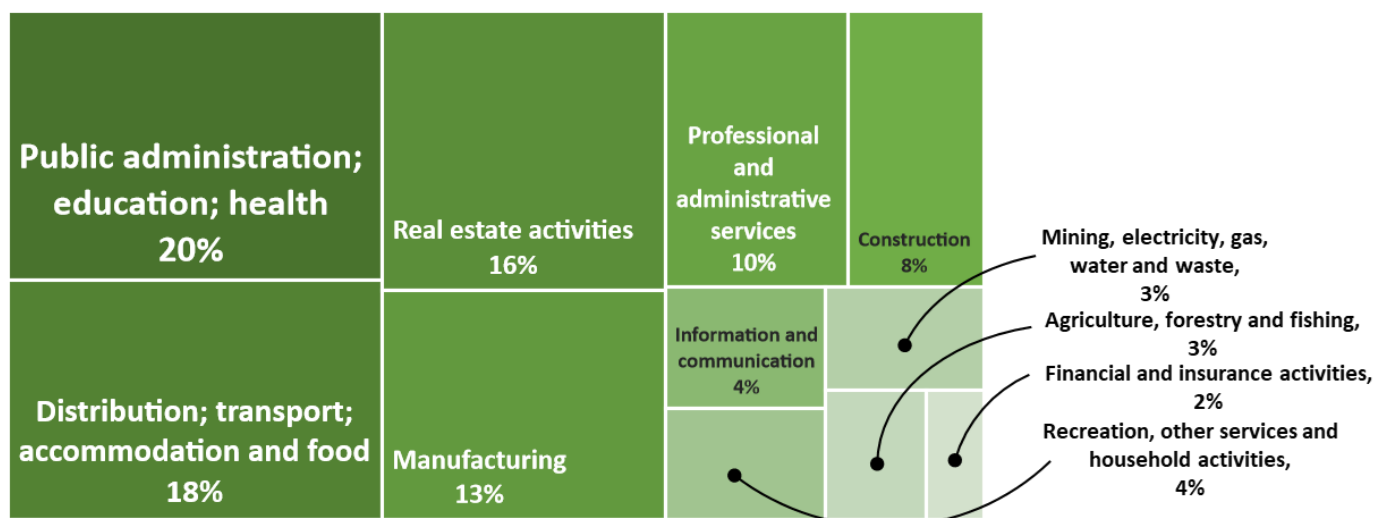 Public administration;
education; health
20%
Distribution; transport;
accommodation and food
18%
Real estate activities
16%
Manufacturing
13%
Professional
and
administrative
services
10%
Construction
8%
Information and
communication
4%
Mining, electricity, gas,
water and waste,
3%
Agriculture, forestry and fishing,
3%
Financial and insurance activities,
2%
Recreation, other services and
household activities,
4%